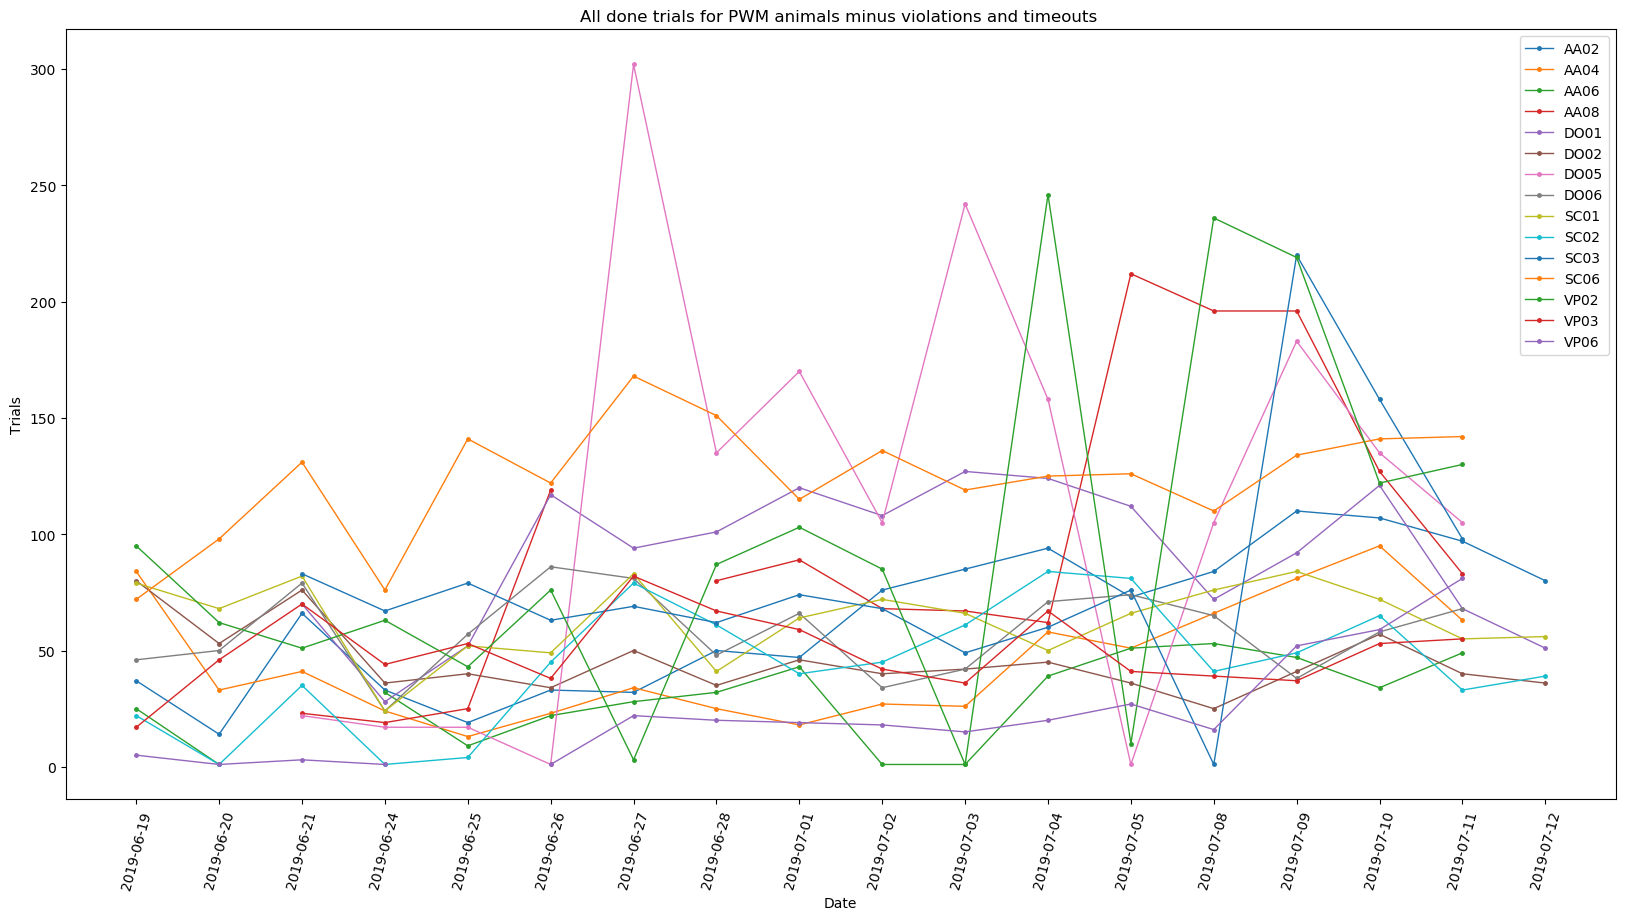 All done trials for PWM animals minus violations and timeouts
AA02
AA04
AA06
AA08
DO01
DO02
DO05
DO06
SC01
SC02
SC03
SC06
VP02
VP03
VP06
Trials
300
250
200
150
100
50
0
2019-06-19
2019-06-20
2019-06-21
2019-06-24
2019-06-25
2019-06-26
2019-06-27
2019-06-28
2019-07-01
2019-07-02
2019-07-03
2019-07-04
2019-07-05
2019-07-08
2019-07-09
2019-07-10
2019-07-11
2019-07-12
Date